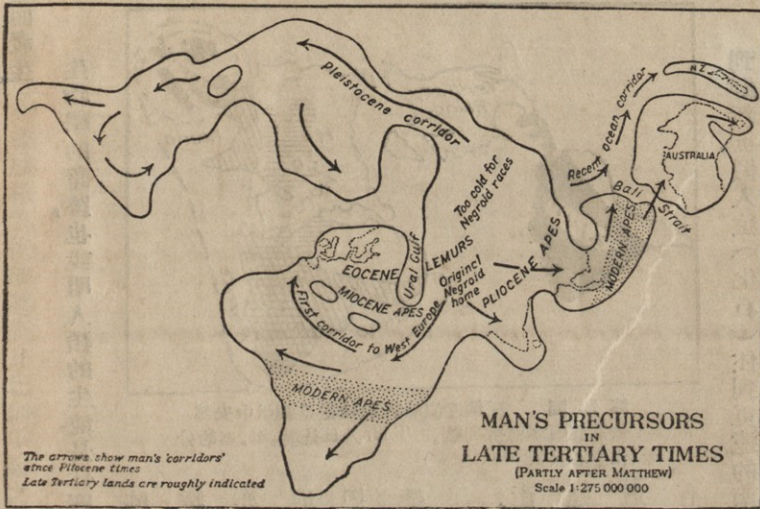 Pleistocene corridor
Too cold for
Negroid races
Recent ocean corridor
N Z
AUSTRALIA
Bali
Strait
MODERN APES
PLIOCENE APES
LEMURS
Original
Negroid
home
Ural Gulf
EOCENE
MIOCENE APES
First corridor to West Europe
MODERN APES
MAN'S PRECURSORS
IN
LATE TERTIARY TIMES
(PARTLY AFTER MATTHEW)
Scale 1:275 000 000
The arrows show man's 'corridors'
since Pliocene times
Late Tertiary lands are roughly indicated